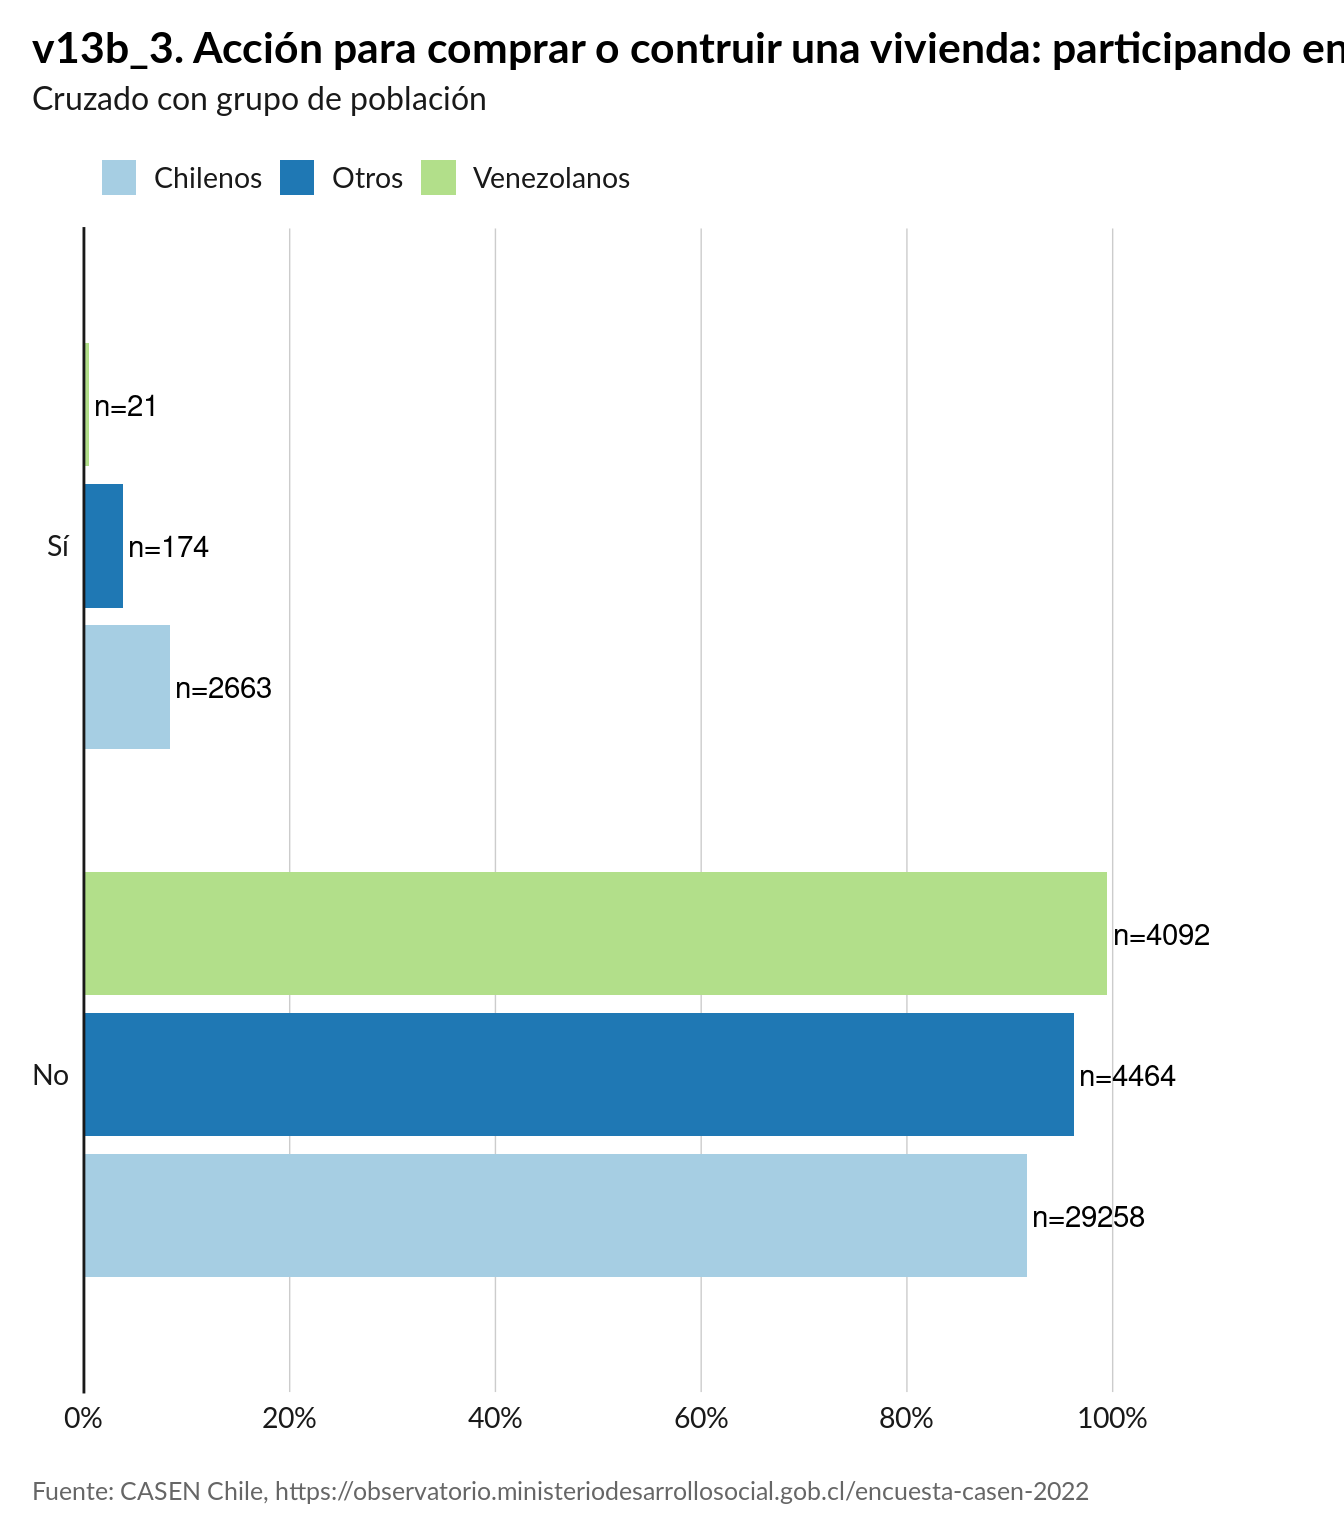 v13b_3. Acción para comprar o contruir una vivienda: participando en
Cruzado con grupo de población
Chilenos Otros Venezolanos
n=21
Sí n=174
n=2663
n=4092
No n=4464
n=29258
0% 20% 40% 60% 80% 100%
Fuente: CASEN Chile, https://observatorio.ministeriodesarrollosocial.gob.cl/encuesta-casen-2022